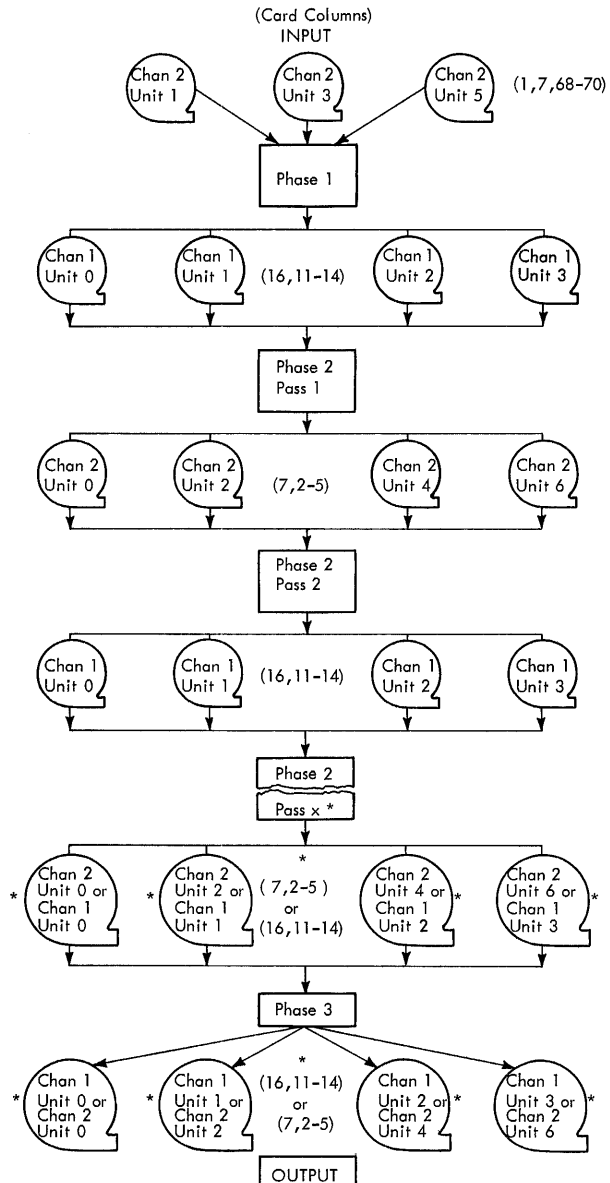 (Card Columns)
INPUT
Chan 2
Unit 1
Chan 2
Unit 3
Chan 2
Unit 5
(1,7,68-70)
Phase 1
Chan 1
Unit 0
Chan 1
Unit 1
(16,11-14)
Chan 1
Unit 2
Chan 1
Unit 3
Phase 2
Pass 1
Chan 2
Unit 0
Chan 2
Unit 2
(7,2-5)
Chan 2
Unit 4
Chan 2
Unit 6
Phase 2
Pass 2
Chan 1
Unit 0
Chan 1
Unit 1
(16,11-14)
Chan 1
Unit 2
Chan 1
Unit 3
Phase 2
Pass x *
* Chan 2
Unit 0 or
Chan 1
Unit 0
* Chan 2
Unit 2 or
Chan 1
Unit 1
*
(7,2-5)
or
(16,11-14)
Chan 2
Unit 4 or *
Chan 1
Unit 2
Chan 2
Unit 6 or *
Chan 1
Unit 3
Phase 3
* Chan 1
Unit 0 or
Chan 2
Unit 0
* Chan 1
Unit 1 or
Chan 2
Unit 2
*
(16,11-14)
or
(7,2-5)
Chan 1
Unit 2 or *
Chan 2
Unit 4
Chan 1
Unit 3 or *
Chan 2
Unit 6
OUTPUT